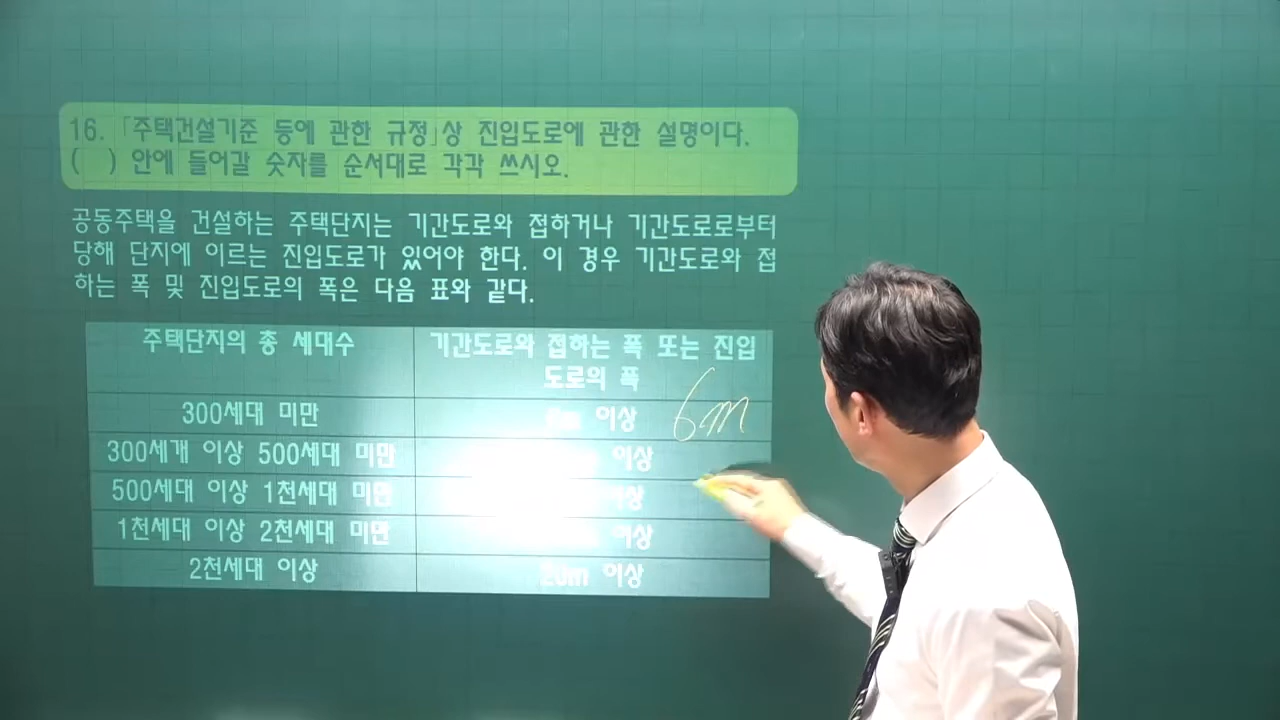 16. 「주택건설기준 등에 관한 규정」상 진입도로에 관한 설명이다.
( ) 안에 들어갈 숫자를 순서대로 각각 쓰시오.
공동주택을 건설하는 주택단지는 기간도로와 접하거나 기간도로로부터
당해 단지에 이르는 진입도로가 있어야 한다. 이 경우 기간도로와 접
하는 폭 및 진입도로의 폭은 다음 표와 같다.
주택단지의 총 세대수
기간도로와 접하는 폭 또는 진입
도로의 폭
300세대 미만
이상
6m
300세개 이상 500세대 미만
이상
500세대 이상 1천세대 미만
이상
1천세대 이상 2천세대 미만
이상
2천세대 이상
20m 이상